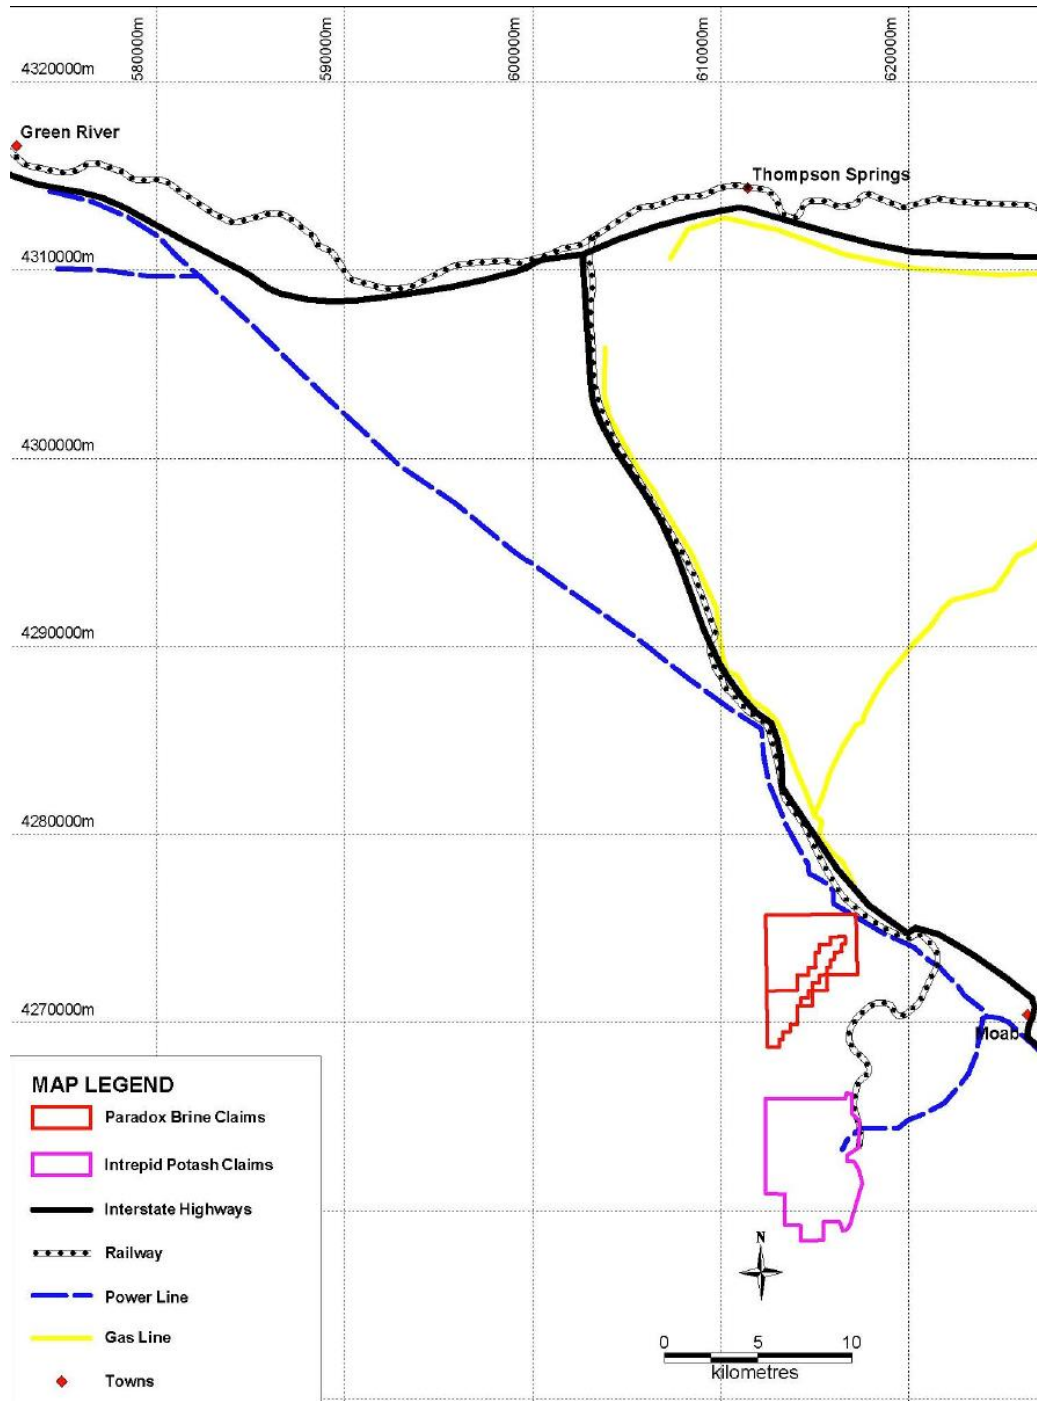 580000m
590000m
600000m
610000m
620000m
4320000m
Green River
Thompson Springs
4310000m
4300000m
4290000m
4280000m
4270000m
Moab
MAP LEGEND
Paradox Brine Claims
Intrepid Potash Claims
Interstate Highways
Railway
Power Line
Gas Line
Towns
N
0 5 10
kilometres